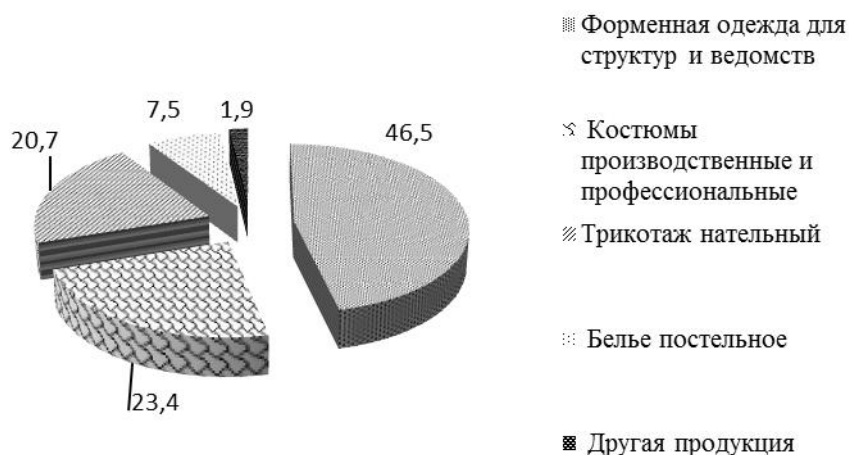 46,5
23,4
20,7
7,5
1,9
Форменная одежда для
структур и ведомств
Костюмы
производственные и
профессиональные
Трикотаж нательный
Белье постельное
Другая продукция